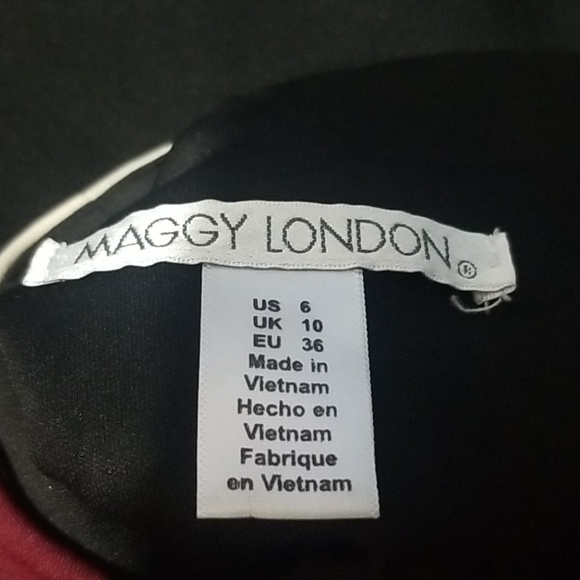 MAGGY LONDON®
US 6
UK 10
EU 36
Made in
Vietnam
Hecho en
Vietnam
Fabrique
en Vietnam